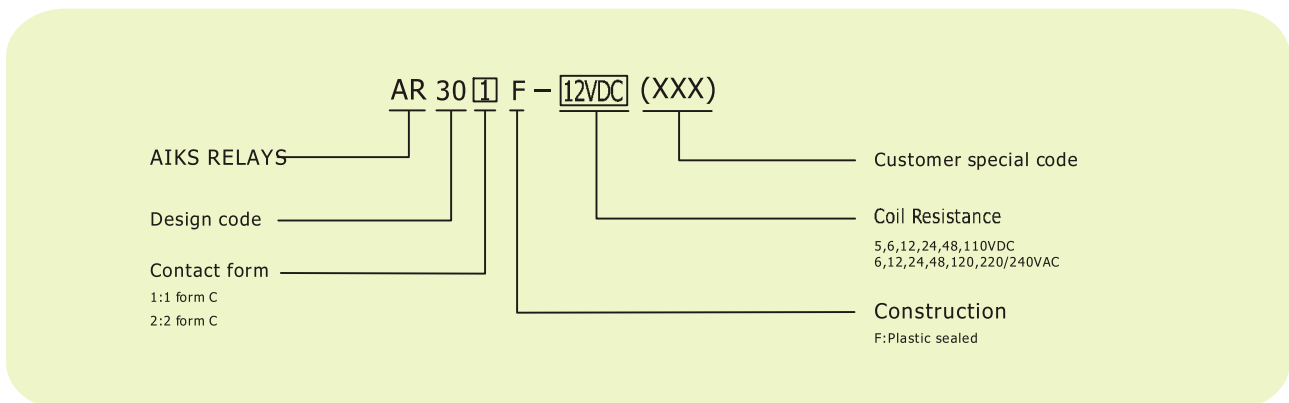 AR 30 1 F - 12VDC (XXX)
AIKS RELAYS
Design code
Contact form
1:1 form C
2:2 form C
Customer special code
Coil Resistance
5,6,12,24,48,110VDC
6,12,24,48,120,220/240VAC
Construction
F:Plastic sealed